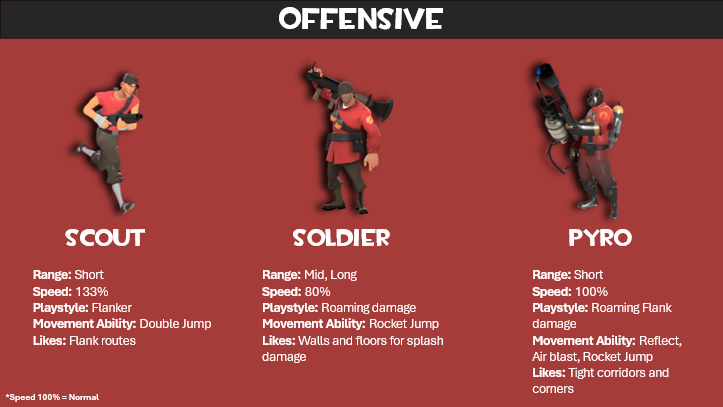 OFFENSIVE
SCOUT
Range: Short
Speed: 133%
Playstyle: Flanker
Movement Ability: Double Jump
Likes: Flank routes
SOLDIER
Range: Mid, Long
Speed: 80%
Playstyle: Roaming damage
Movement Ability: Rocket Jump
Likes: Walls and floors for splash
damage
PYRO
Range: Short
Speed: 100%
Playstyle: Roaming Flank
damage
Movement Ability: Reflect,
Air blast, Rocket Jump
Likes: Tight corridors and
corners
*Speed 100% = Normal